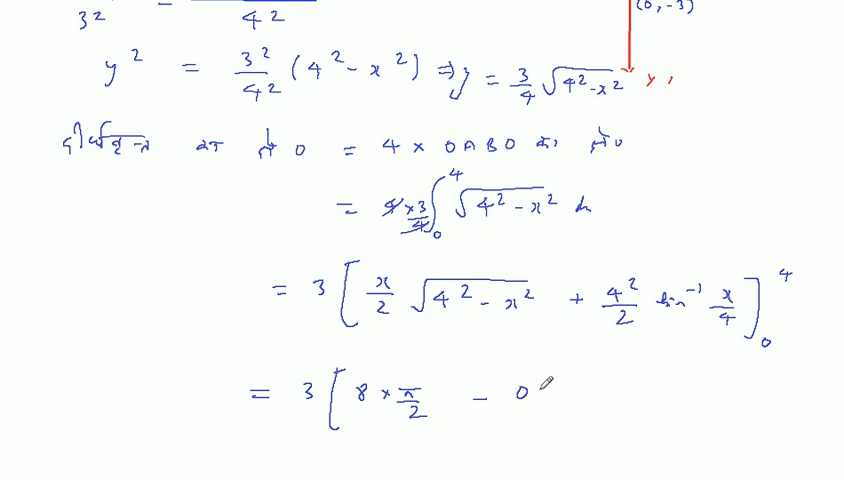 (0, -3)
3² = 4²
y² = 3²/4² (4² - x²) ⇒ y = 3/4 √(4² - x²)
y'
दीर्घवृत्त का क्षे० = 4 × OABO का क्षे०
= 4 × 3/4 ∫₀⁴ √(4² - x²) dx
= 3 [ x/2 √(4² - x²) + 4²/2 sin⁻¹ x/4 ]₀⁴
= 3 [ 8 × π/2 - 0